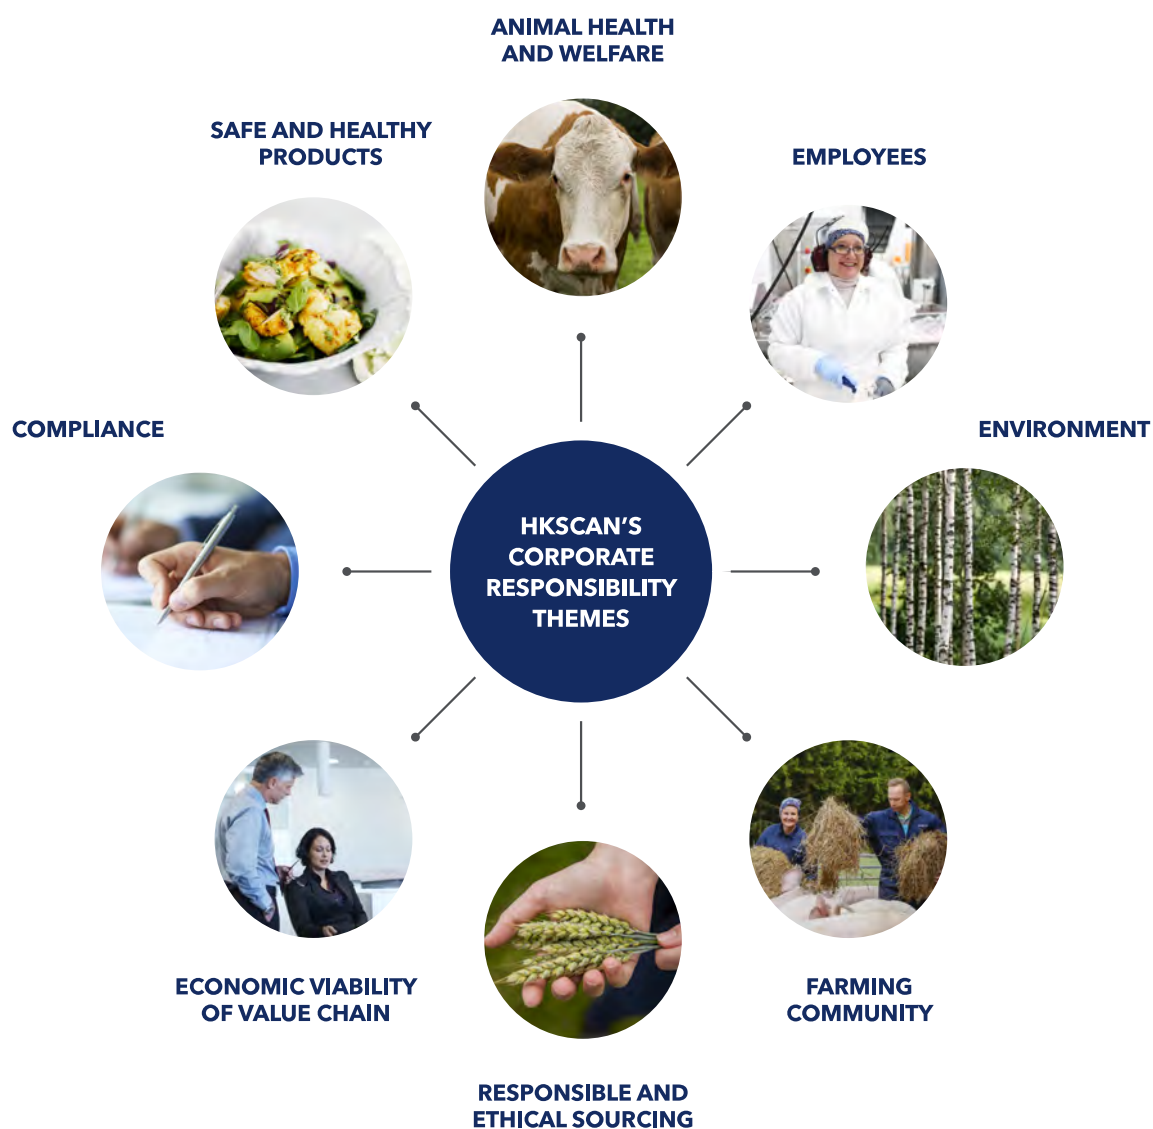 ANIMAL HEALTH
AND WELFARE
SAFE AND HEALTHY
PRODUCTS
EMPLOYEES
COMPLIANCE
ENVIRONMENT
HKSCAN'S
CORPORATE
RESPONSIBILITY
THEMES
ECONOMIC VIABILITY
OF VALUE CHAIN
FARMING
COMMUNITY
RESPONSIBLE AND
ETHICAL SOURCING